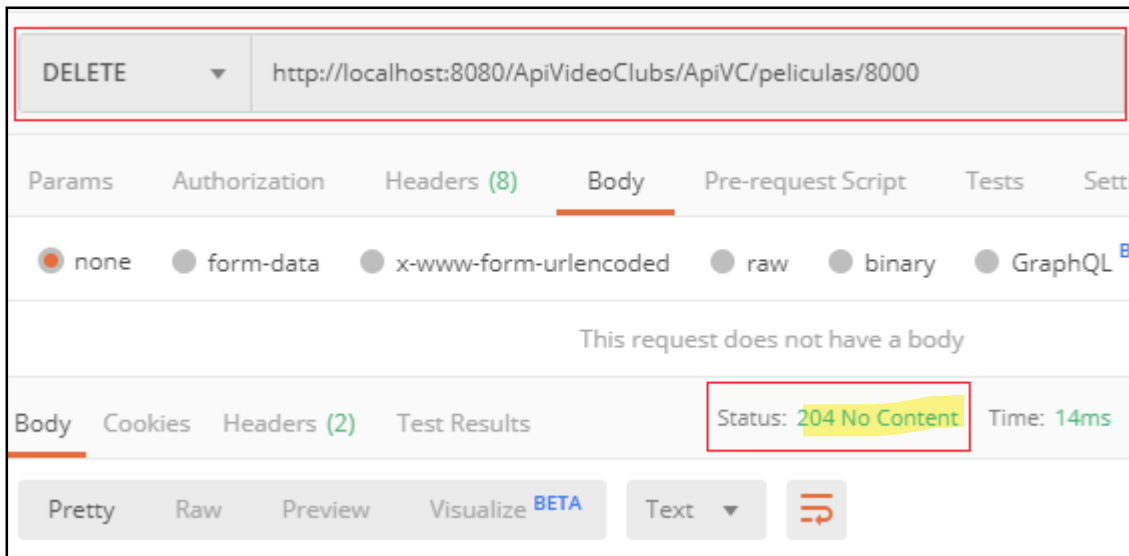 DELETE http://localhost:8080/ApiVideoClubs/ApiVC/peliculas/8000
Params Authorization Headers (8) Body Pre-request Script Tests Setti
none form-data x-www-form-urlencoded raw binary GraphQL B
This request does not have a body
Body Cookies Headers (2) Test Results Status: 204 No Content Time: 14ms
Pretty Raw Preview Visualize BETA Text